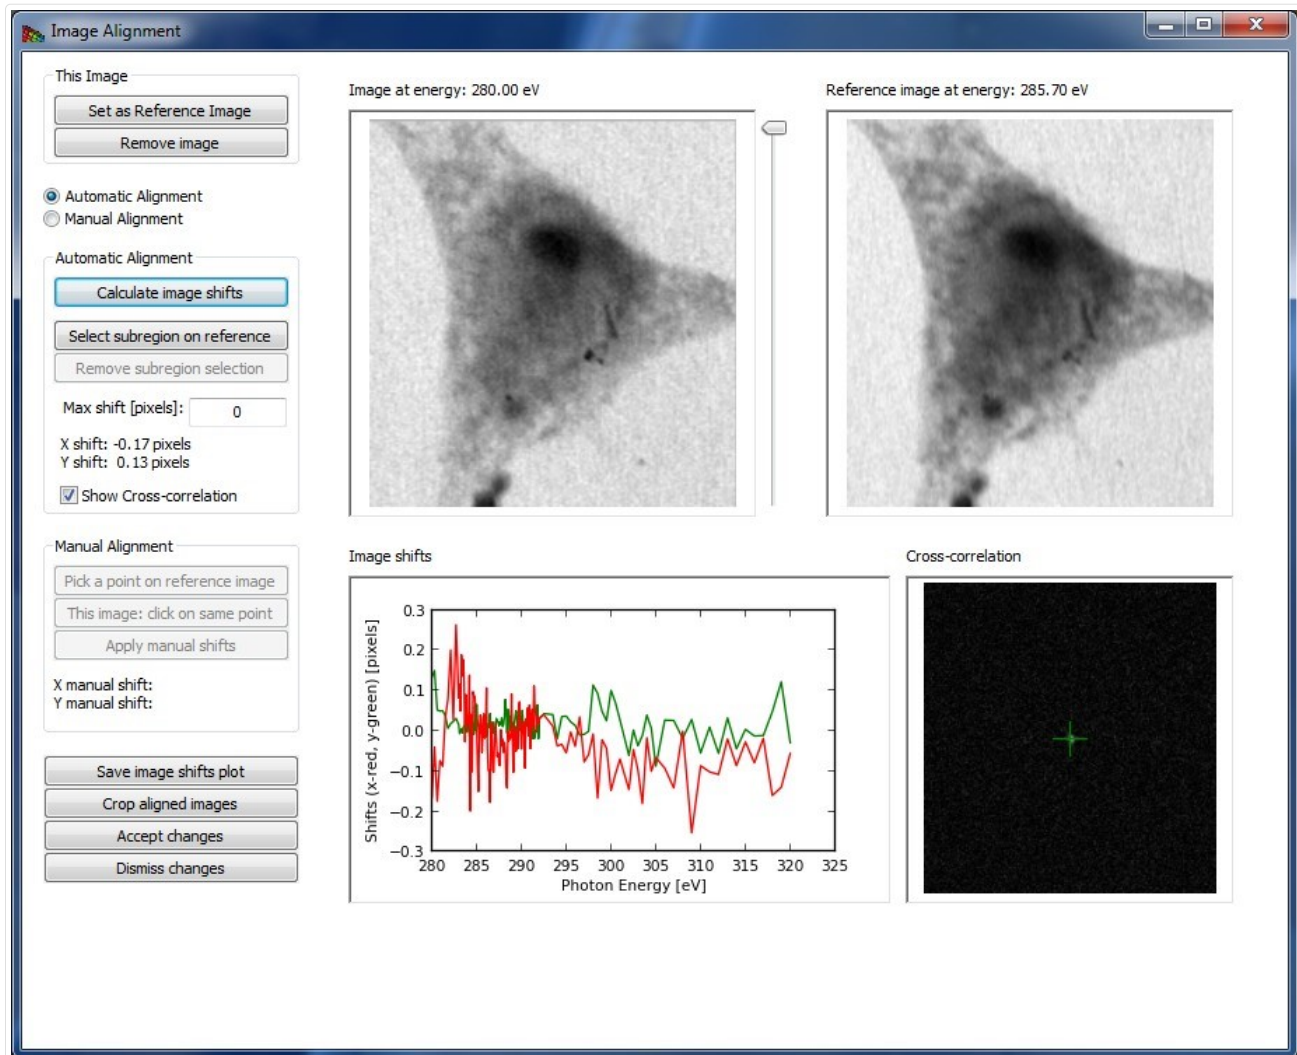 Image Alignment
This Image
Set as Reference Image
Remove image
Automatic Alignment
Manual Alignment
Automatic Alignment
Calculate image shifts
Select subregion on reference
Remove subregion selection
Max shift [pixels]: 0
X shift: -0.17 pixels
Y shift: 0.13 pixels
Show Cross-correlation
Manual Alignment
Pick a point on reference image
This image: click on same point
Apply manual shifts
X manual shift:
Y manual shift:
Save image shifts plot
Crop aligned images
Accept changes
Dismiss changes
Image at energy: 280.00 eV
Reference image at energy: 285.70 eV
Image shifts
Shifts (x-red, y-green) [pixels]
0.3
0.2
0.1
0.0
−0.1
−0.2
−0.3
280 285 290 295 300 305 310 315 320 325
Photon Energy [eV]
Cross-correlation